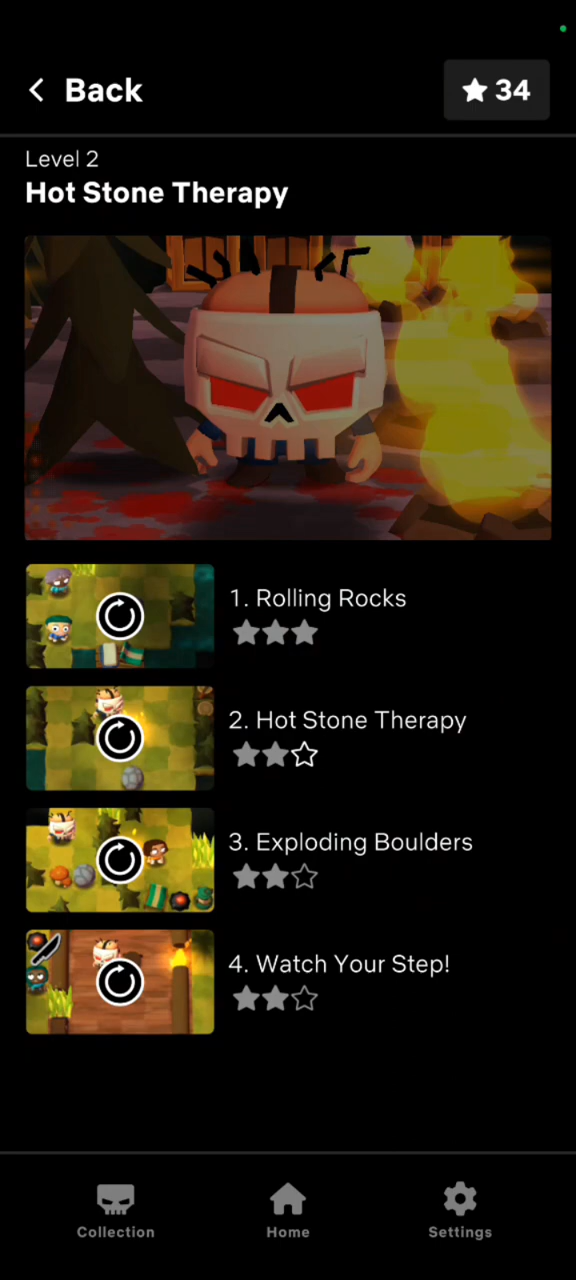 Back
34
Level 2
Hot Stone Therapy
1. Rolling Rocks
2. Hot Stone Therapy
3. Exploding Boulders
4. Watch Your Step!
Collection
Home
Settings